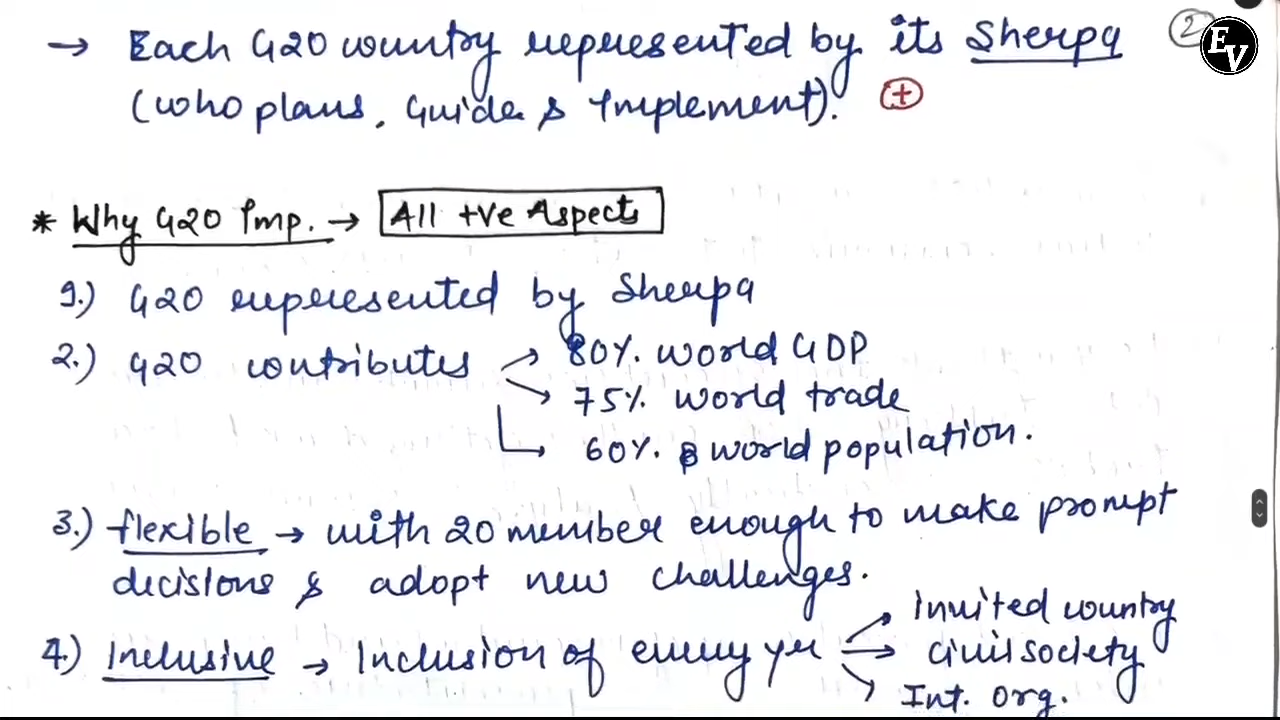 → Each G20 country represented by its Sherpa
(who plans, Guide & Implement). +
2
EV
* Why G20 Imp. → All +ve Aspects
1.) G20 represented by Sherpa
2.) G20 contributes → 80% world GDP
→ 75% world trade
→ 60% world population.
3.) flexible → with 20 member enough to make prompt
decisions & adopt new challenges.
4.) Inclusive → Inclusion of every yr → Invited country
→ civil society
→ Int. org.